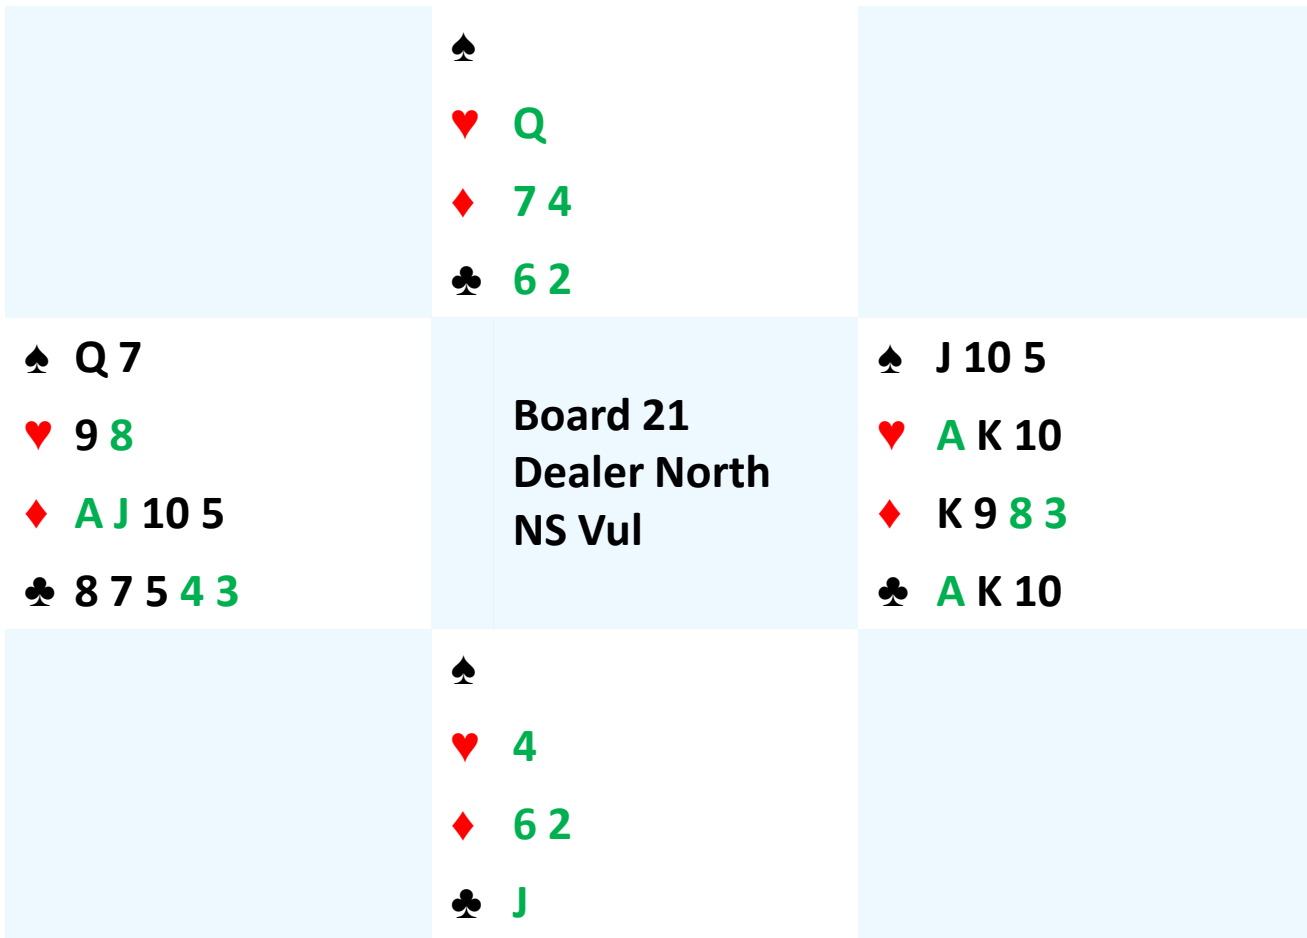 ♠
♥ Q
♦ 7 4
♣ 6 2
♠ Q 7
♥ 9 8
♦ A J 10 5
♣ 8 7 5 4 3
Board 21
Dealer North
NS Vul
♠ J 10 5
♥ A K 10
♦ K 9 8 3
♣ A K 10
♠
♥ 4
♦ 6 2
♣ J